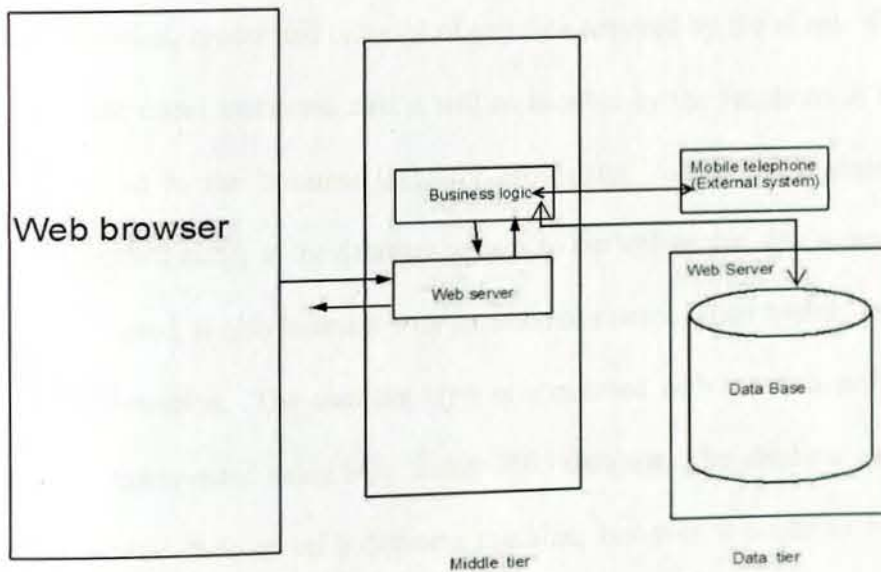 Web browser
Business logic
Web server
Mobile telephone
(External system)
Web Server
Data Base
Middle tier
Data tier